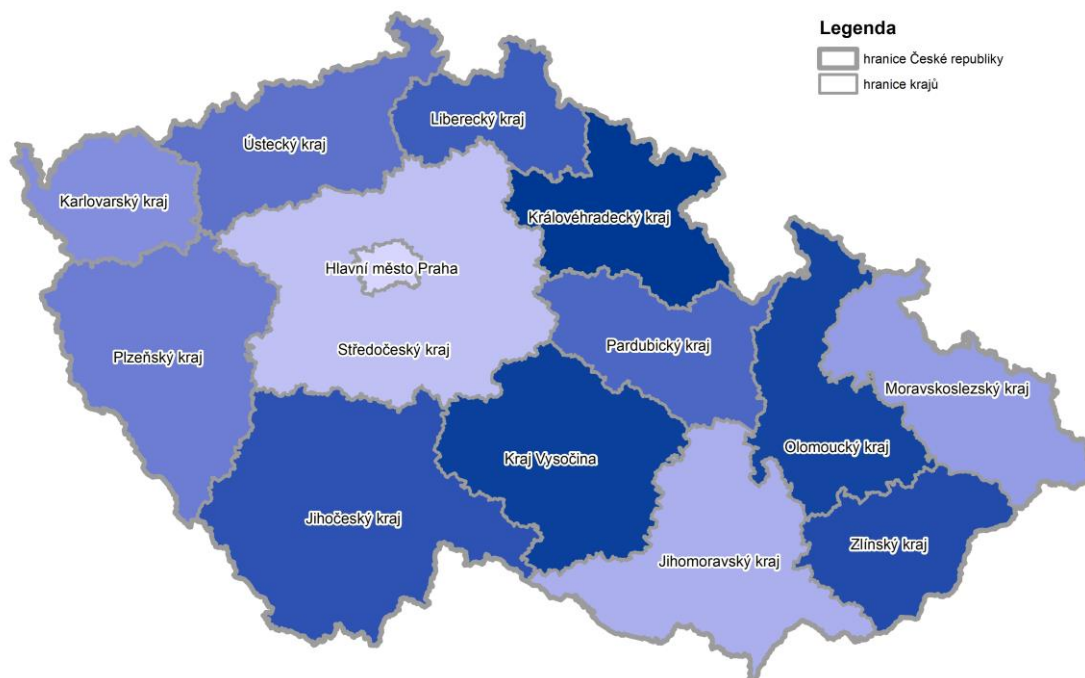 Legenda
hranice České republiky
hranice krajů
Liberecký kraj
Ústecký kraj
Karlovarský kraj
Královéhradecký kraj
Hlavní město Praha
Plzeňský kraj
Středočeský kraj
Pardubický kraj
Moravskoslezský kraj
Olomoucký kraj
Kraj Vysočina
Jihočeský kraj
Zlínský kraj
Jihomoravský kraj